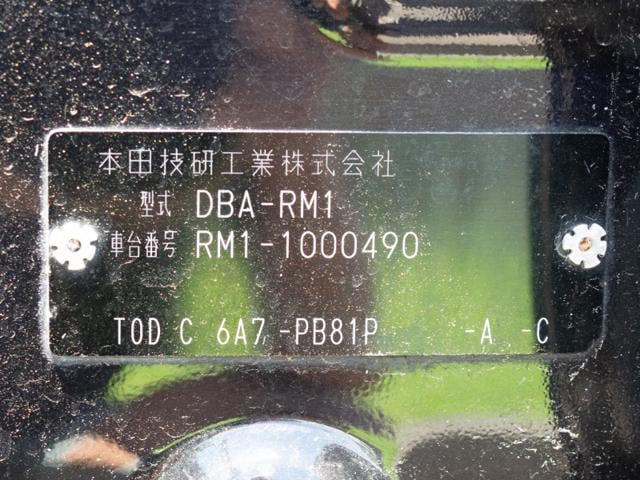 本田技研工業株式会社
型式 DBA-RM1
車台番号 RM1-1000490
TOD C 6A7 -PB81P -A -C